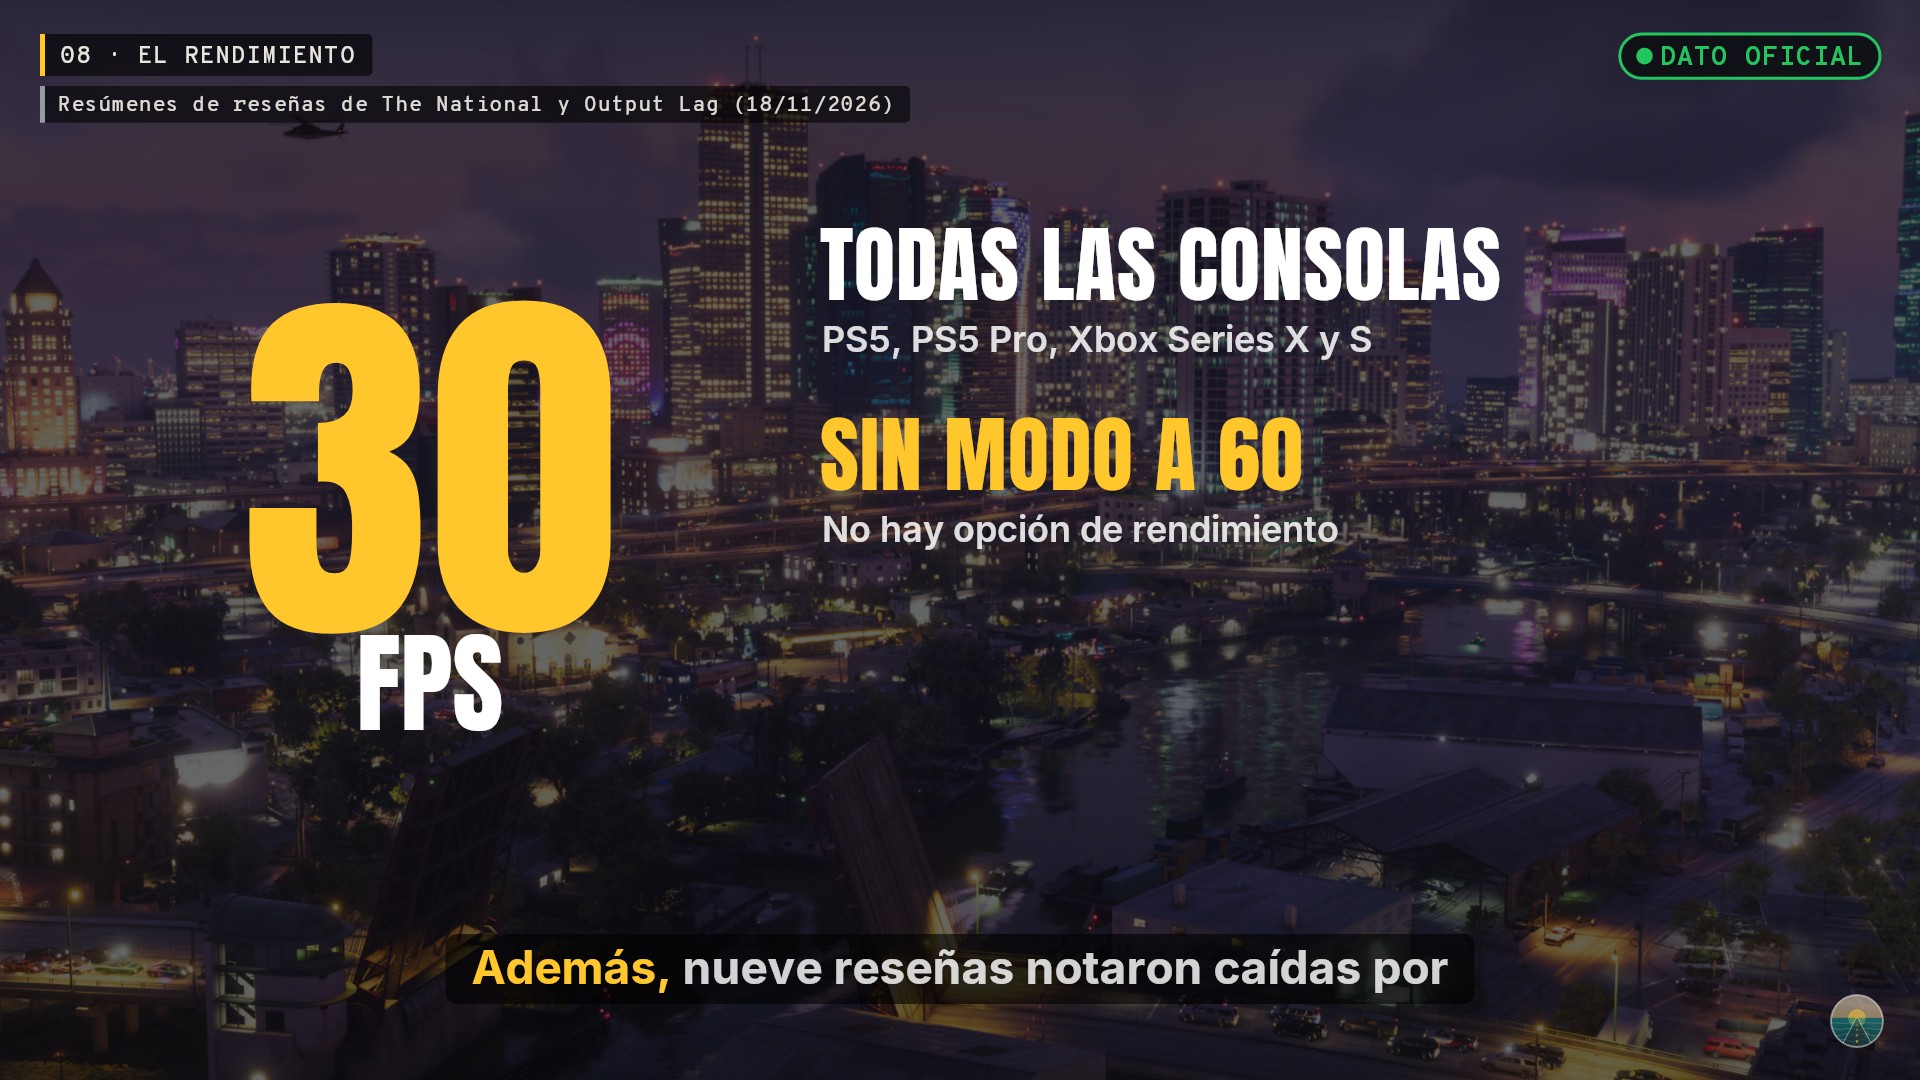 08 · EL RENDIMIENTO
Resúmenes de reseñas de The National y Output Lag (18/11/2026)
DATO OFICIAL
30
FPS
TODAS LAS CONSOLAS
PS5, PS5 Pro, Xbox Series X y S
SIN MODO A 60
No hay opción de rendimiento
Además, nueve reseñas notaron caídas por